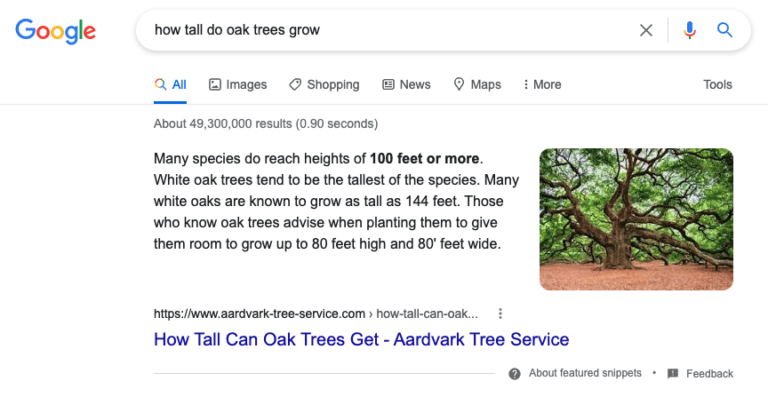 Google
how tall do oak trees grow
All Images Shopping News Maps More Tools
About 49,300,000 results (0.90 seconds)
Many species do reach heights of 100 feet or more.
White oak trees tend to be the tallest of the species. Many
white oaks are known to grow as tall as 144 feet. Those
who know oak trees advise when planting them to give
them room to grow up to 80 feet high and 80' feet wide.
https://www.aardvark-tree-service.com › how-tall-can-oak...
How Tall Can Oak Trees Get - Aardvark Tree Service
About featured snippets • Feedback